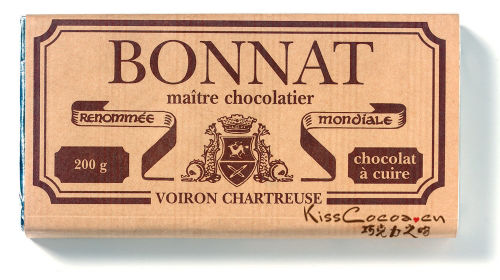 BONNAT
maître chocolatier
RENOMMÉE MONDIALE
200 g
chocolat
à cuire
VOIRON CHARTREUSE
KissCocoa.cn
巧克力之吻